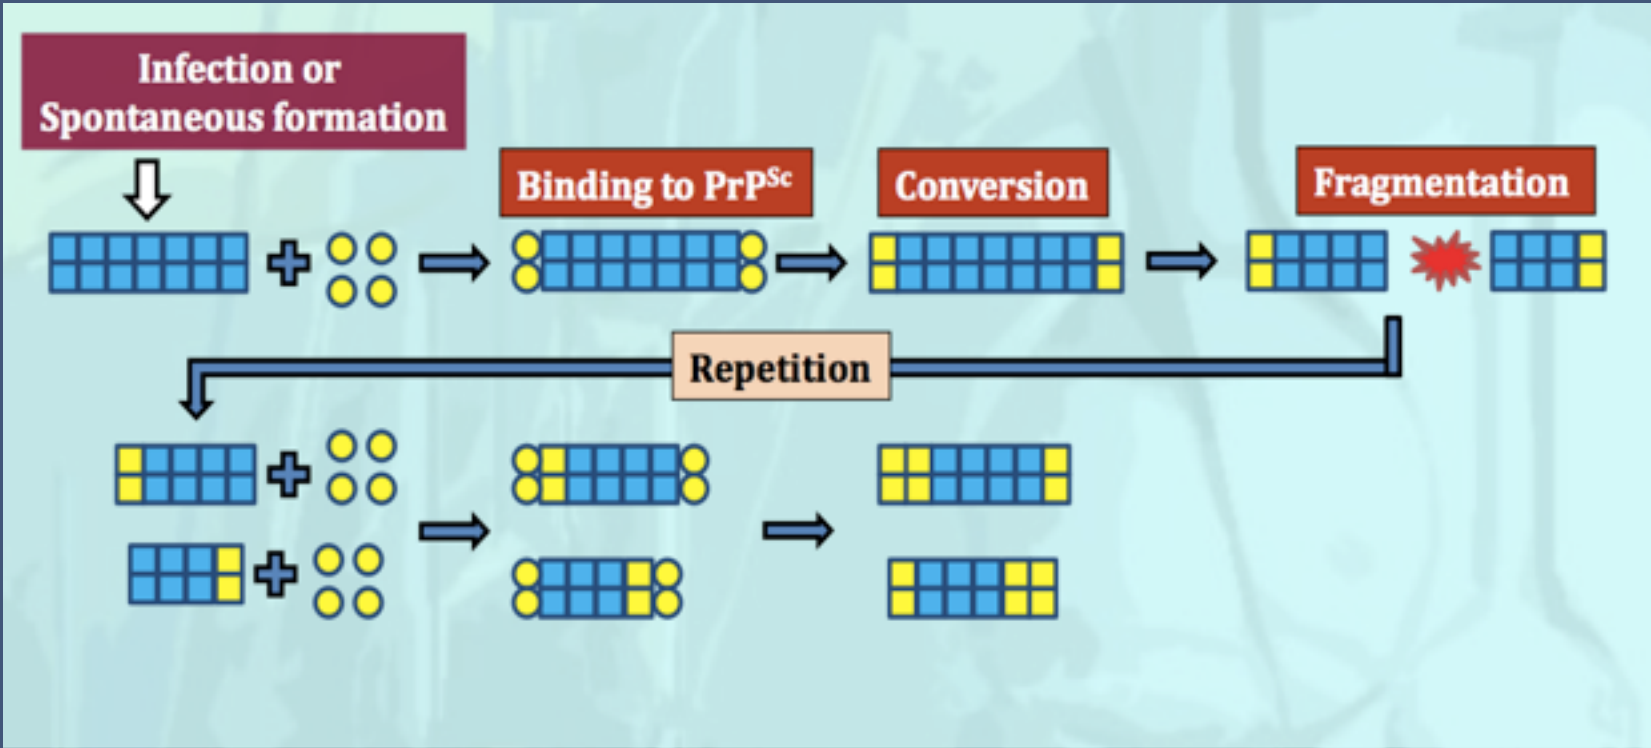 Infection or
Spontaneous formation
Binding to PrPˢᶜ
Conversion
Fragmentation
Repetition